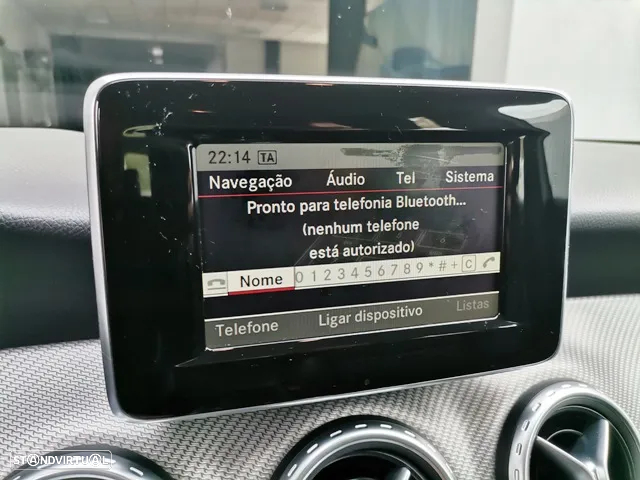 22:14 TA
Navegação Áudio Tel Sistema
Pronto para telefonia Bluetooth...
(nenhum telefone
está autorizado)
Nome 0 1 2 3 4 5 6 7 8 9 * # + C
Telefone Ligar dispositivo Listas
STANDVIRTUAL